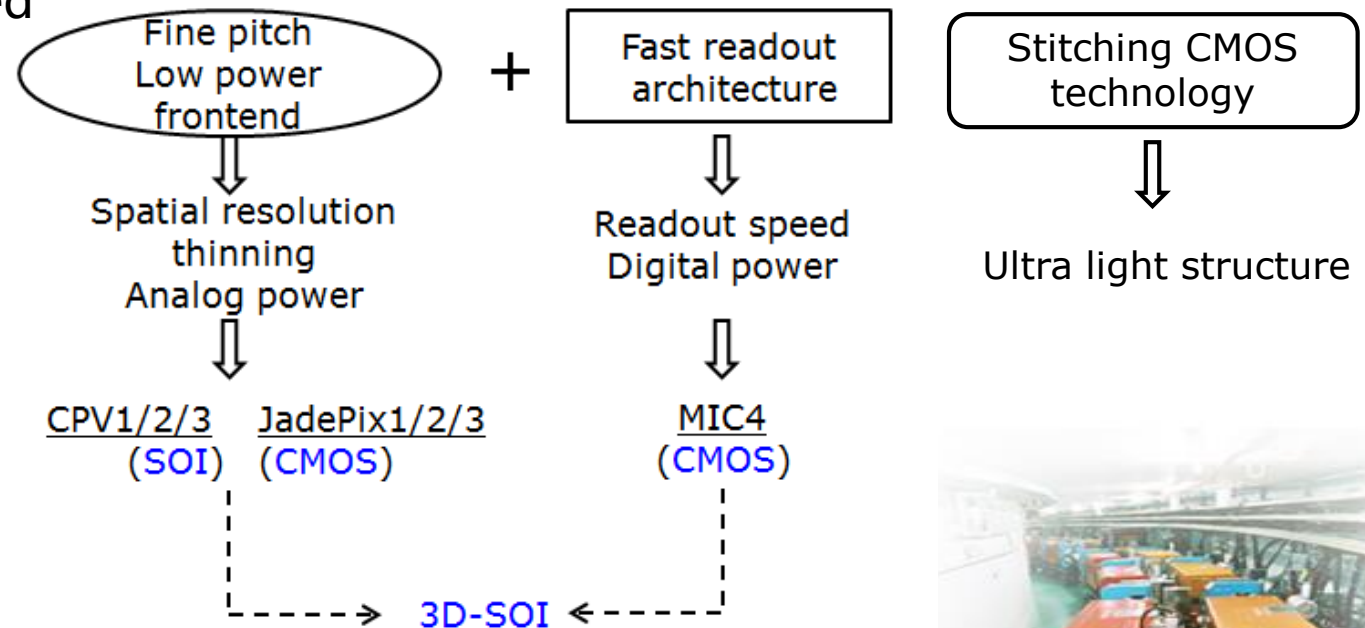 Fine pitch
Low power
frontend
+
Fast readout
architecture
Stitching CMOS
technology
Spatial resolution
thinning
Analog power
Readout speed
Digital power
Ultra light structure
CPV1/2/3 JadePix1/2/3
(SOI) (CMOS)
MIC4
(CMOS)
3D-SOI